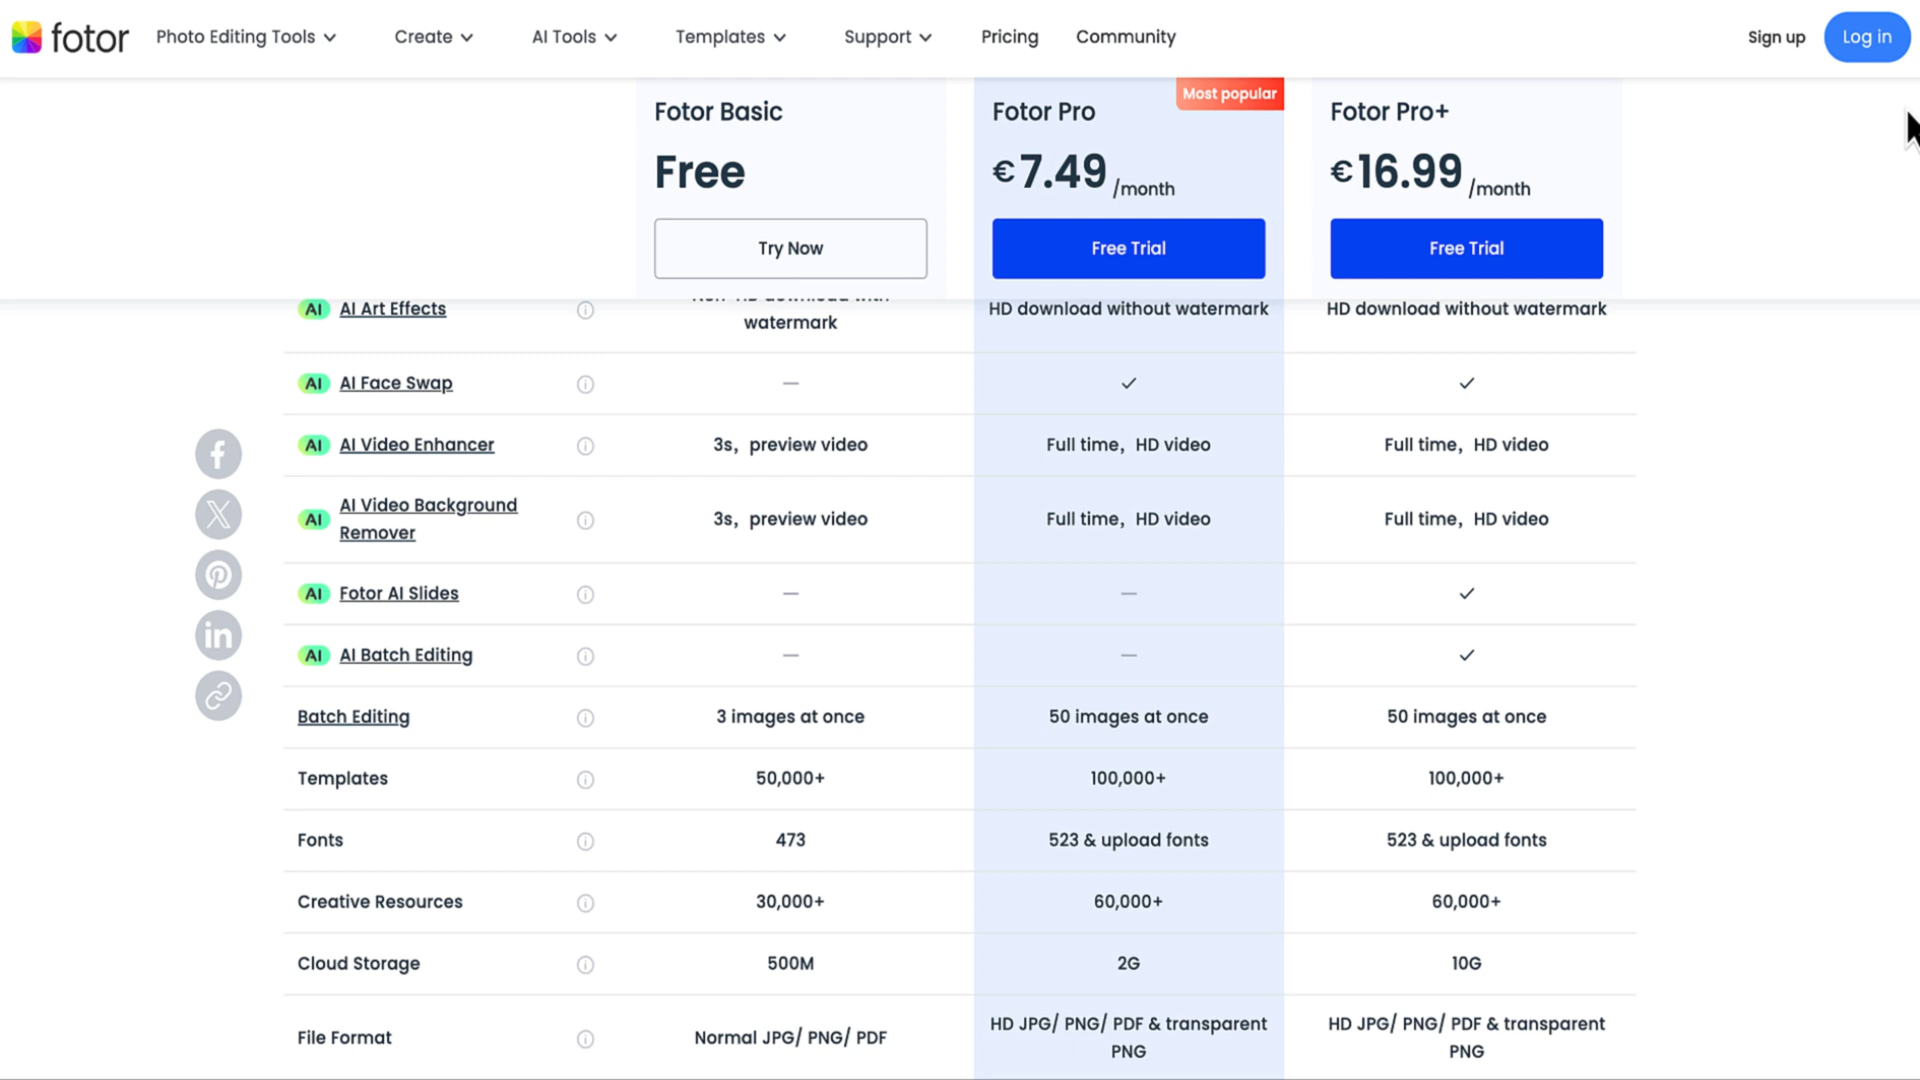 fotor Photo Editing Tools Create AI Tools Templates Support Pricing Community Sign up Log in
Most popular
Fotor Basic Fotor Pro Fotor Pro+
Free €7.49 /month €16.99 /month
Try Now Free Trial Free Trial
AI AI Art Effects watermark HD download without watermark HD download without watermark
AI AI Face Swap — ✓ ✓
AI AI Video Enhancer 3s, preview video Full time, HD video Full time, HD video
AI AI Video Background
Remover 3s, preview video Full time, HD video Full time, HD video
AI Fotor AI Slides — — ✓
AI AI Batch Editing — — ✓
Batch Editing 3 images at once 50 images at once 50 images at once
Templates 50,000+ 100,000+ 100,000+
Fonts 473 523 & upload fonts 523 & upload fonts
Creative Resources 30,000+ 60,000+ 60,000+
Cloud Storage 500M 2G 10G
File Format Normal JPG/ PNG/ PDF HD JPG/ PNG/ PDF & transparent PNG HD JPG/ PNG/ PDF & transparent PNG